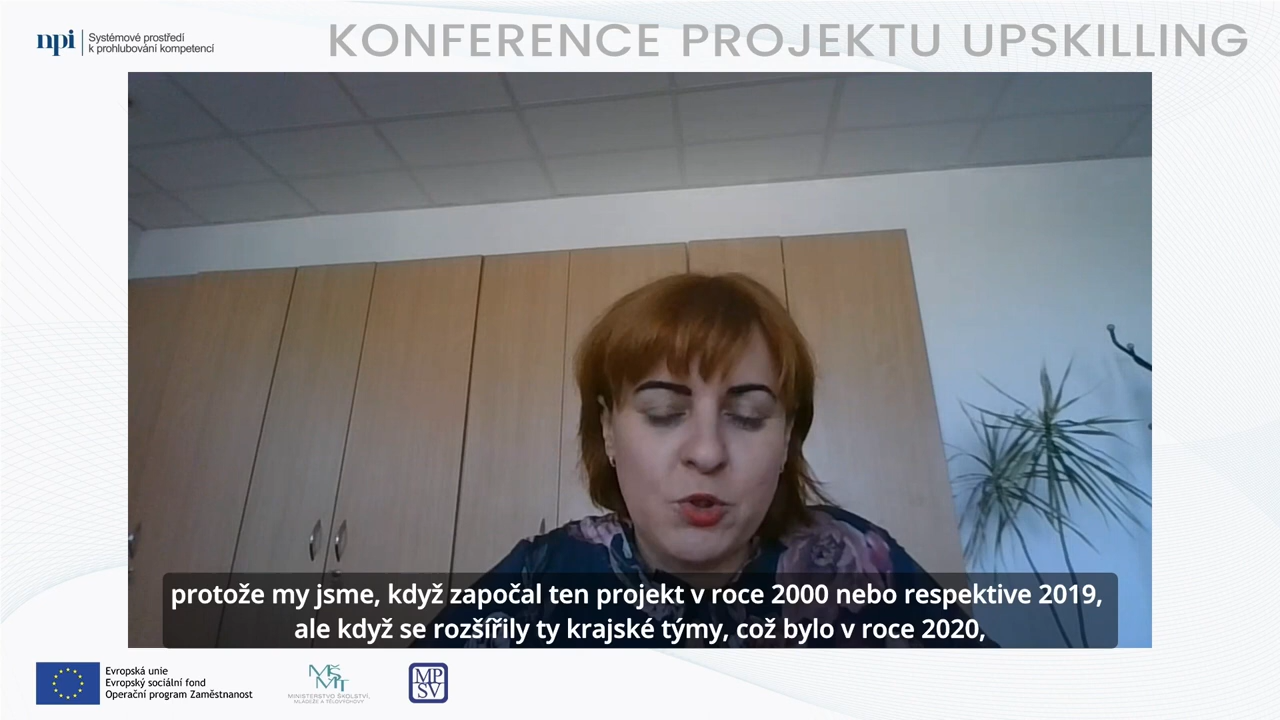 npi
Systémové prostředí
k prohlubování kompetencí
KONFERENCE PROJEKTU UPSKILLING
protože my jsme, když započal ten projekt v roce 2000 nebo respektive 2019,
ale když se rozšířily ty krajské týmy, což bylo v roce 2020,
Evropská unie
Evropský sociální fond
Operační program Zaměstnanost
MŠMT
MINISTERSTVO ŠKOLSTVÍ,
MLÁDEŽE A TĚLOVÝCHOVY
MP
SV